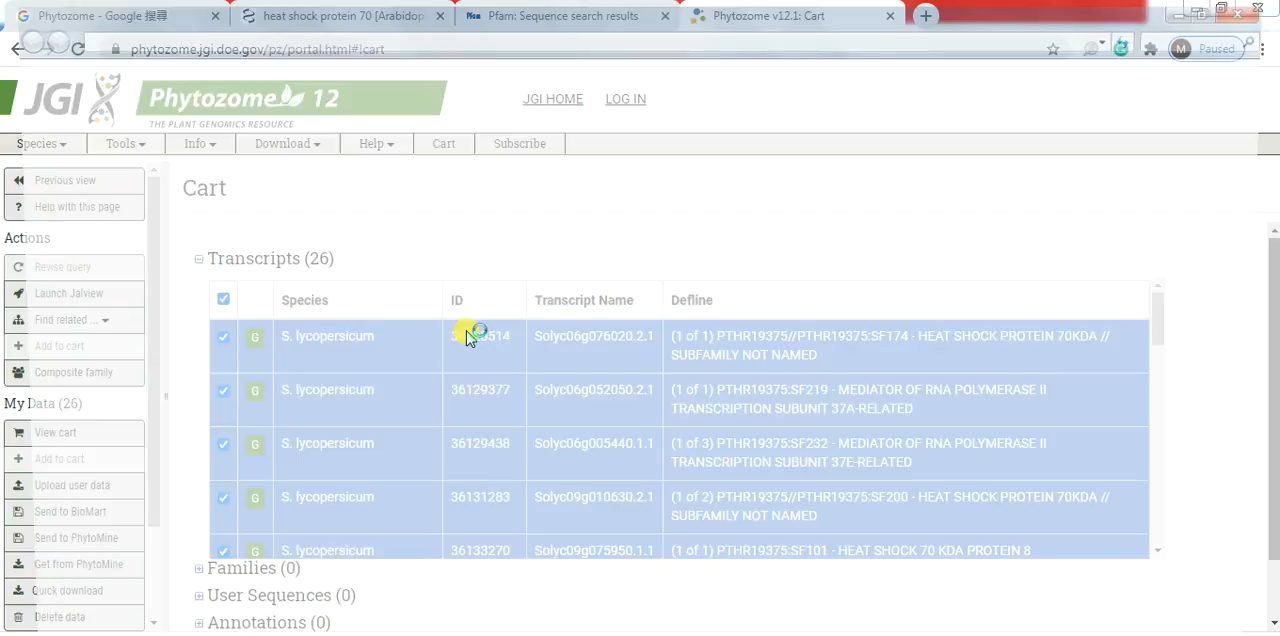 Phytozome - Google 搜尋
heat shock protein 70 [Arabidop
Pfam: Sequence search results
Phytozome v12.1: Cart
phytozome.jgi.doe.gov/pz/portal.html#!cart
M Paused
JGI Phytozome 12
THE PLANT GENOMICS RESOURCE
JGI HOME LOG IN
Species Tools Info Download Help Cart Subscribe
Previous view
? Help with this page
Actions
Revise query
Launch Jalview
Find related ...
Add to cart
Composite family
My Data (26)
View cart
Add to cart
Upload user data
Send to BioMart
Send to PhytoMine
Get from PhytoMine
Quick download
Delete data
Cart
Transcripts (26)
Species ID Transcript Name Defline
G S. lycopersicum 514 Solyc06g076020.2.1 (1 of 1) PTHR19375//PTHR19375:SF174 - HEAT SHOCK PROTEIN 70KDA //
SUBFAMILY NOT NAMED
G S. lycopersicum 36129377 Solyc06g052050.2.1 (1 of 1) PTHR19375:SF219 - MEDIATOR OF RNA POLYMERASE II
TRANSCRIPTION SUBUNIT 37A-RELATED
G S. lycopersicum 36129438 Solyc06g005440.1.1 (1 of 3) PTHR19375:SF232 - MEDIATOR OF RNA POLYMERASE II
TRANSCRIPTION SUBUNIT 37E-RELATED
G S. lycopersicum 36131283 Solyc09g010630.2.1 (1 of 2) PTHR19375//PTHR19375:SF200 - HEAT SHOCK PROTEIN 70KDA //
SUBFAMILY NOT NAMED
G S. lycopersicum 36133270 Solyc09g075950.1.1 (1 of 1) PTHR19375:SF101 - HEAT SHOCK 70 KDA PROTEIN 8
Families (0)
User Sequences (0)
Annotations (0)